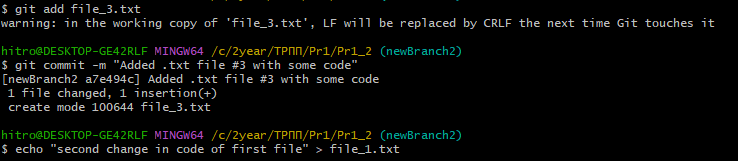 $ git add file_3.txt
warning: in the working copy of 'file_3.txt', LF will be replaced by CRLF the next time Git touches it
hitro@DESKTOP-GE42RLF MINGW64 /c/2year/ТРПП/Pr1/Pr1_2 (newBranch2)
$ git commit -m "Added .txt file #3 with some code"
[newBranch2 a7e494c] Added .txt file #3 with some code
1 file changed, 1 insertion(+)
create mode 100644 file_3.txt
hitro@DESKTOP-GE42RLF MINGW64 /c/2year/ТРПП/Pr1/Pr1_2 (newBranch2)
$ echo "second change in code of first file" > file_1.txt